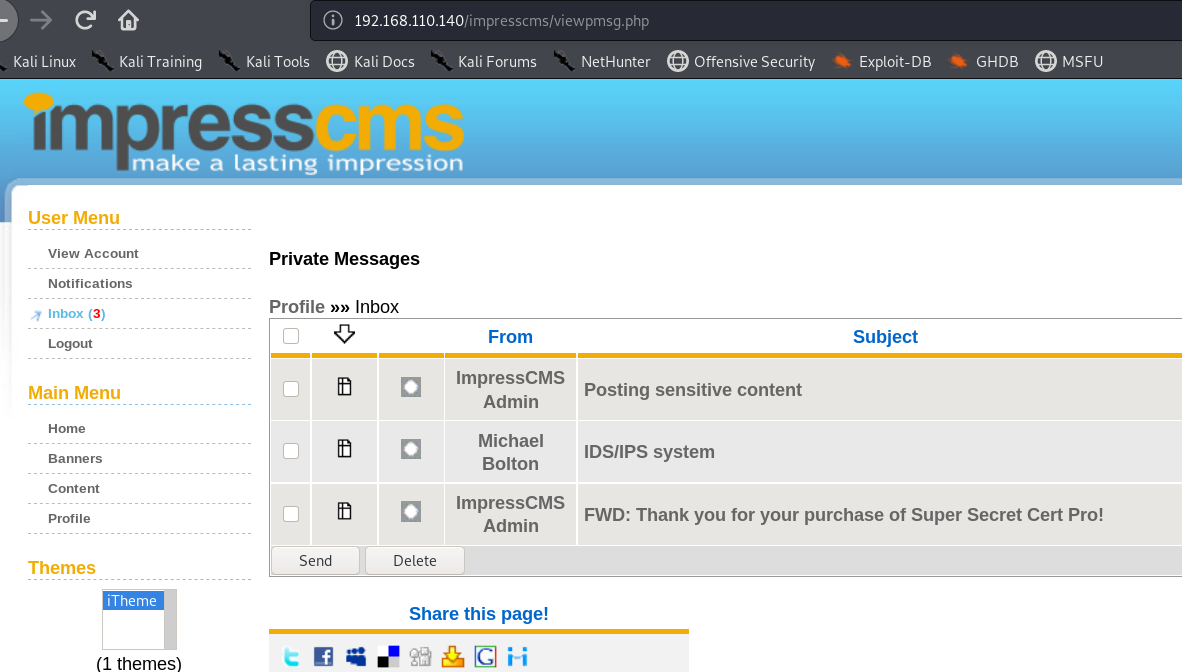 192.168.110.140/impresscms/viewpmsg.php
Kali Linux Kali Training Kali Tools Kali Docs Kali Forums NetHunter Offensive Security Exploit-DB GHDB MSFU
impresscms
make a lasting impression
User Menu
View Account
Notifications
Inbox (3)
Logout
Main Menu
Home
Banners
Content
Profile
Themes
iTheme
(1 themes)
Private Messages
Profile »» Inbox
From Subject
ImpressCMS Admin Posting sensitive content
Michael Bolton IDS/IPS system
ImpressCMS Admin FWD: Thank you for your purchase of Super Secret Cert Pro!
Send Delete
Share this page!